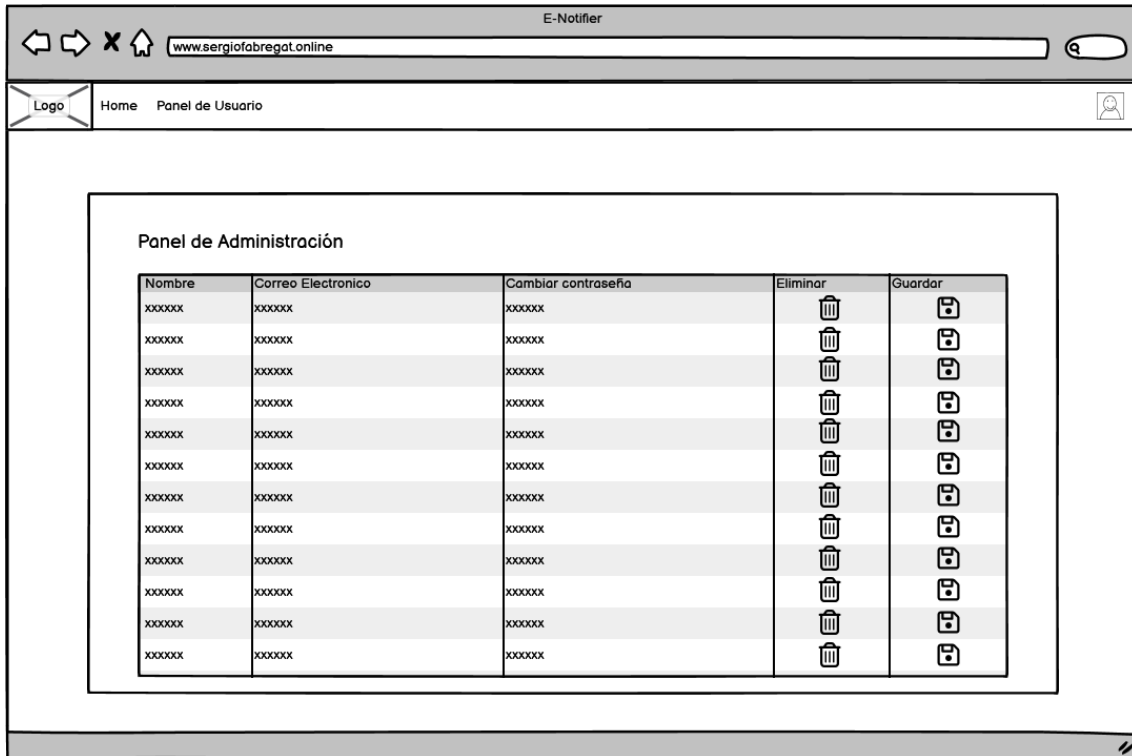 E-Notifier
www.sergiofabregat.online
Logo Home Panel de Usuario
Panel de Administración
Nombre Correo Electronico Cambiar contraseña Eliminar Guardar
xxxxxx xxxxxx xxxxxx
xxxxxx xxxxxx xxxxxx
xxxxxx xxxxxx xxxxxx
xxxxxx xxxxxx xxxxxx
xxxxxx xxxxxx xxxxxx
xxxxxx xxxxxx xxxxxx
xxxxxx xxxxxx xxxxxx
xxxxxx xxxxxx xxxxxx
xxxxxx xxxxxx xxxxxx
xxxxxx xxxxxx xxxxxx
xxxxxx xxxxxx xxxxxx
xxxxxx xxxxxx xxxxxx